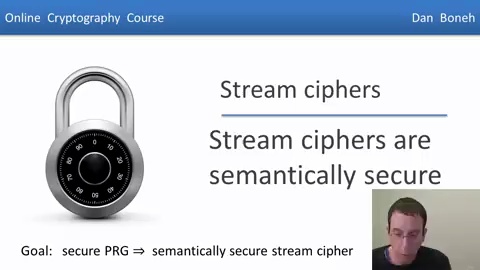 Online Cryptography Course
Dan Boneh
Stream ciphers
Stream ciphers are
semantically secure
Goal: secure PRG ⇒ semantically secure stream cipher